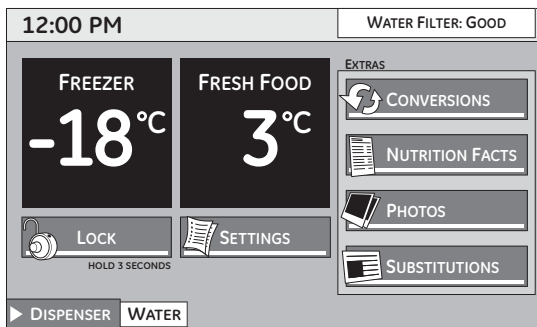 12:00 PM
WATER FILTER: GOOD
FREEZER
-18°C
FRESH FOOD
3°C
EXTRAS
CONVERSIONS
NUTRITION FACTS
PHOTOS
SUBSTITUTIONS
LOCK
HOLD 3 SECONDS
SETTINGS
DISPENSER WATER